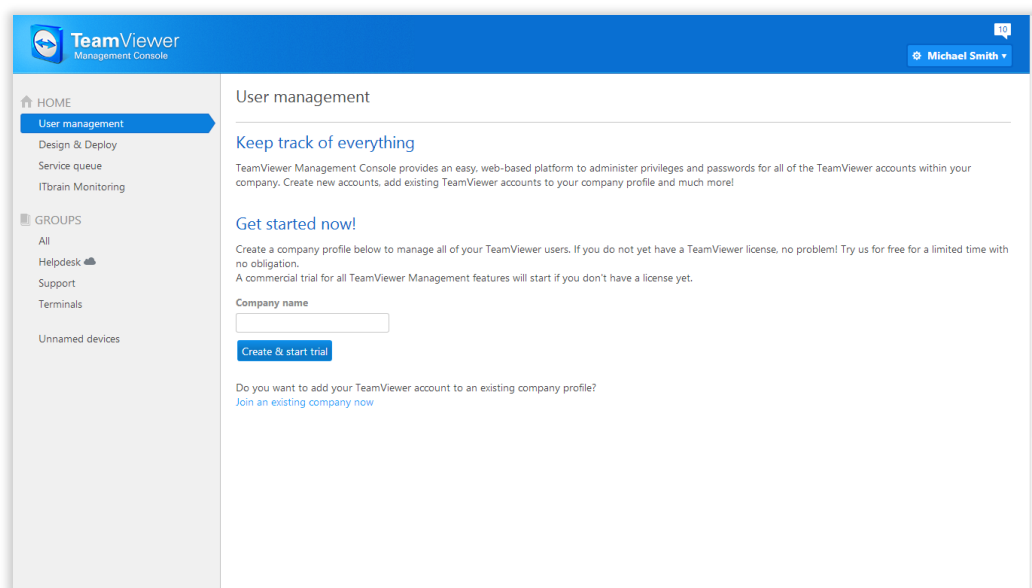 TeamViewer
Management Console
10
Michael Smith
HOME
User management
Design & Deploy
Service queue
ITbrain Monitoring
GROUPS
All
Helpdesk
Support
Terminals
Unnamed devices
User management
Keep track of everything
TeamViewer Management Console provides an easy, web-based platform to administer privileges and passwords for all of the TeamViewer accounts within your
company. Create new accounts, add existing TeamViewer accounts to your company profile and much more!
Get started now!
Create a company profile below to manage all of your TeamViewer users. If you do not yet have a TeamViewer license, no problem! Try us for free for a limited time with
no obligation.
A commercial trial for all TeamViewer Management features will start if you don't have a license yet.
Company name
Create & start trial
Do you want to add your TeamViewer account to an existing company profile?
Join an existing company now